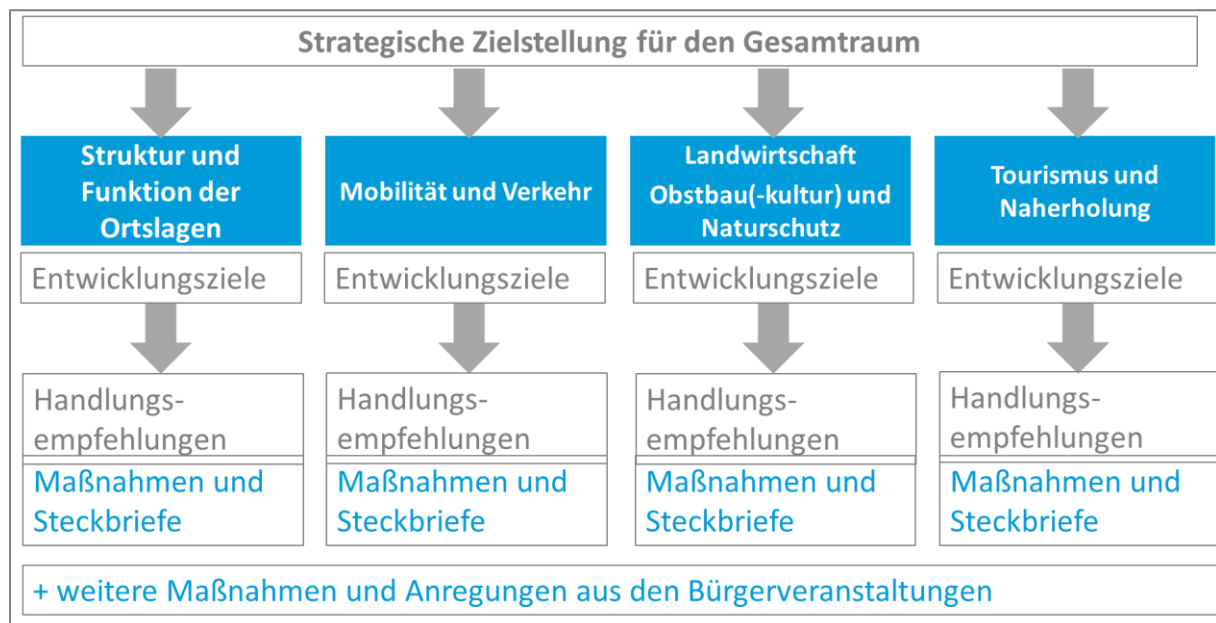 Strategische Zielstellung für den Gesamtraum
Struktur und
Funktion der
Ortslagen
Mobilität und Verkehr
Landwirtschaft
Obstbau(-kultur) und
Naturschutz
Tourismus und
Naherholung
Entwicklungsziele
Entwicklungsziele
Entwicklungsziele
Entwicklungsziele
Handlungs-
empfehlungen
Handlungs-
empfehlungen
Handlungs-
empfehlungen
Handlungs-
empfehlungen
Maßnahmen und
Steckbriefe
Maßnahmen und
Steckbriefe
Maßnahmen und
Steckbriefe
Maßnahmen und
Steckbriefe
+ weitere Maßnahmen und Anregungen aus den Bürgerveranstaltungen